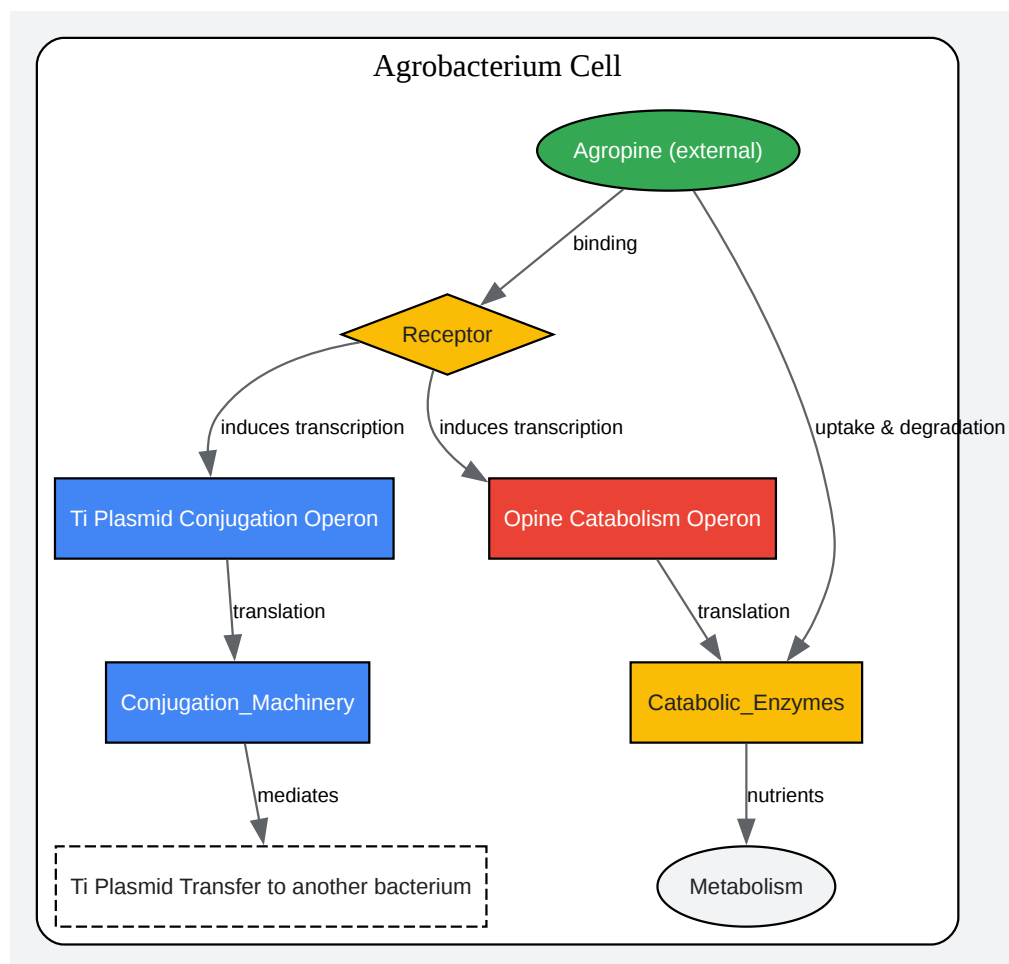 Agrobacterium Cell
Agropine (external)
binding
Receptor
induces transcription
induces transcription
uptake & degradation
Ti Plasmid Conjugation Operon
Opine Catabolism Operon
translation
translation
Conjugation_Machinery
Catabolic_Enzymes
mediates
nutrients
Ti Plasmid Transfer to another bacterium
Metabolism